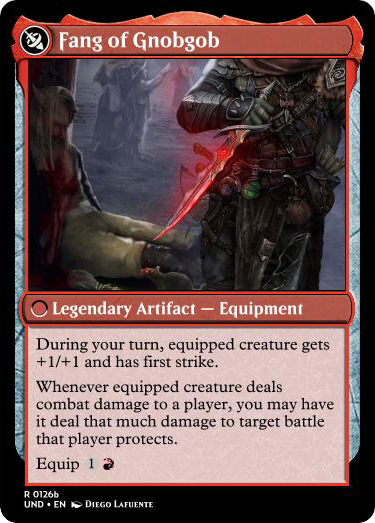 Fang of Gnobgob
Legendary Artifact — Equipment
During your turn, equipped creature gets
+1/+1 and has first strike.
Whenever equipped creature deals
combat damage to a player, you may have
it deal that much damage to target battle
that player protects.
Equip 1
R 0126b
UND • EN DIEGO LAFUENTE